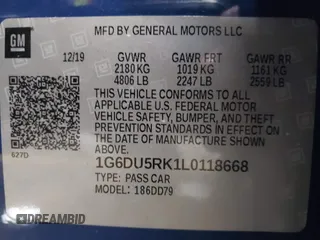 GM
MFD BY GENERAL MOTORS LLC
12/19 GVWR GAWR FRT GAWR RR
2180 KG 1019 KG 1161 KG
4806 LB 2247 LB 2559 LB
THIS VEHICLE CONFORMS TO ALL
APPLICABLE U.S. FEDERAL MOTOR
VEHICLE SAFETY, BUMPER, AND THEFT
PREVENTION STANDARDS IN EFFECT ON
THE DATE OF MANUFACTURE SHOWN
ABOVE.
627D
1G6DU5RK1L0118668
TYPE: PASS CAR
MODEL: 186DD79
DREAMBID